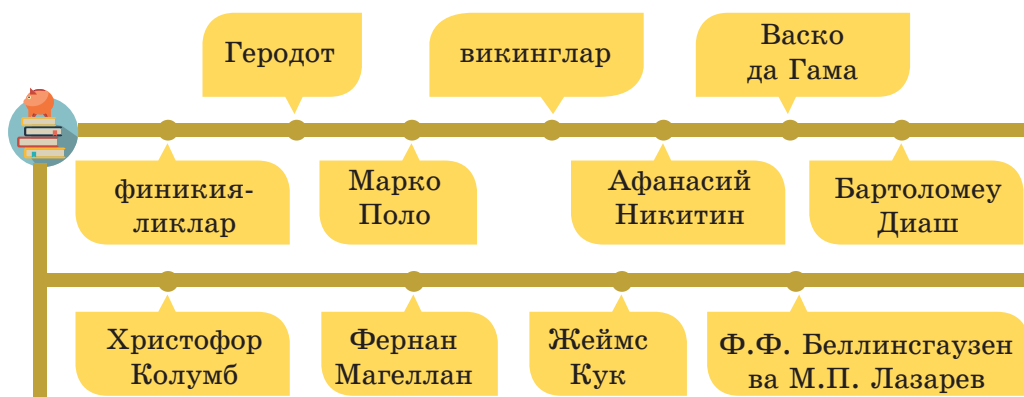 Геродот
викинглар
Васко
да Гама
финикия-
ликлар
Марко
Поло
Афанасий
Никитин
Бартоломеу
Диаш
Христофор
Колумб
Фернан
Магеллан
Жеймс
Кук
Ф.Ф. Беллинсгаузен
ва М.П. Лазарев